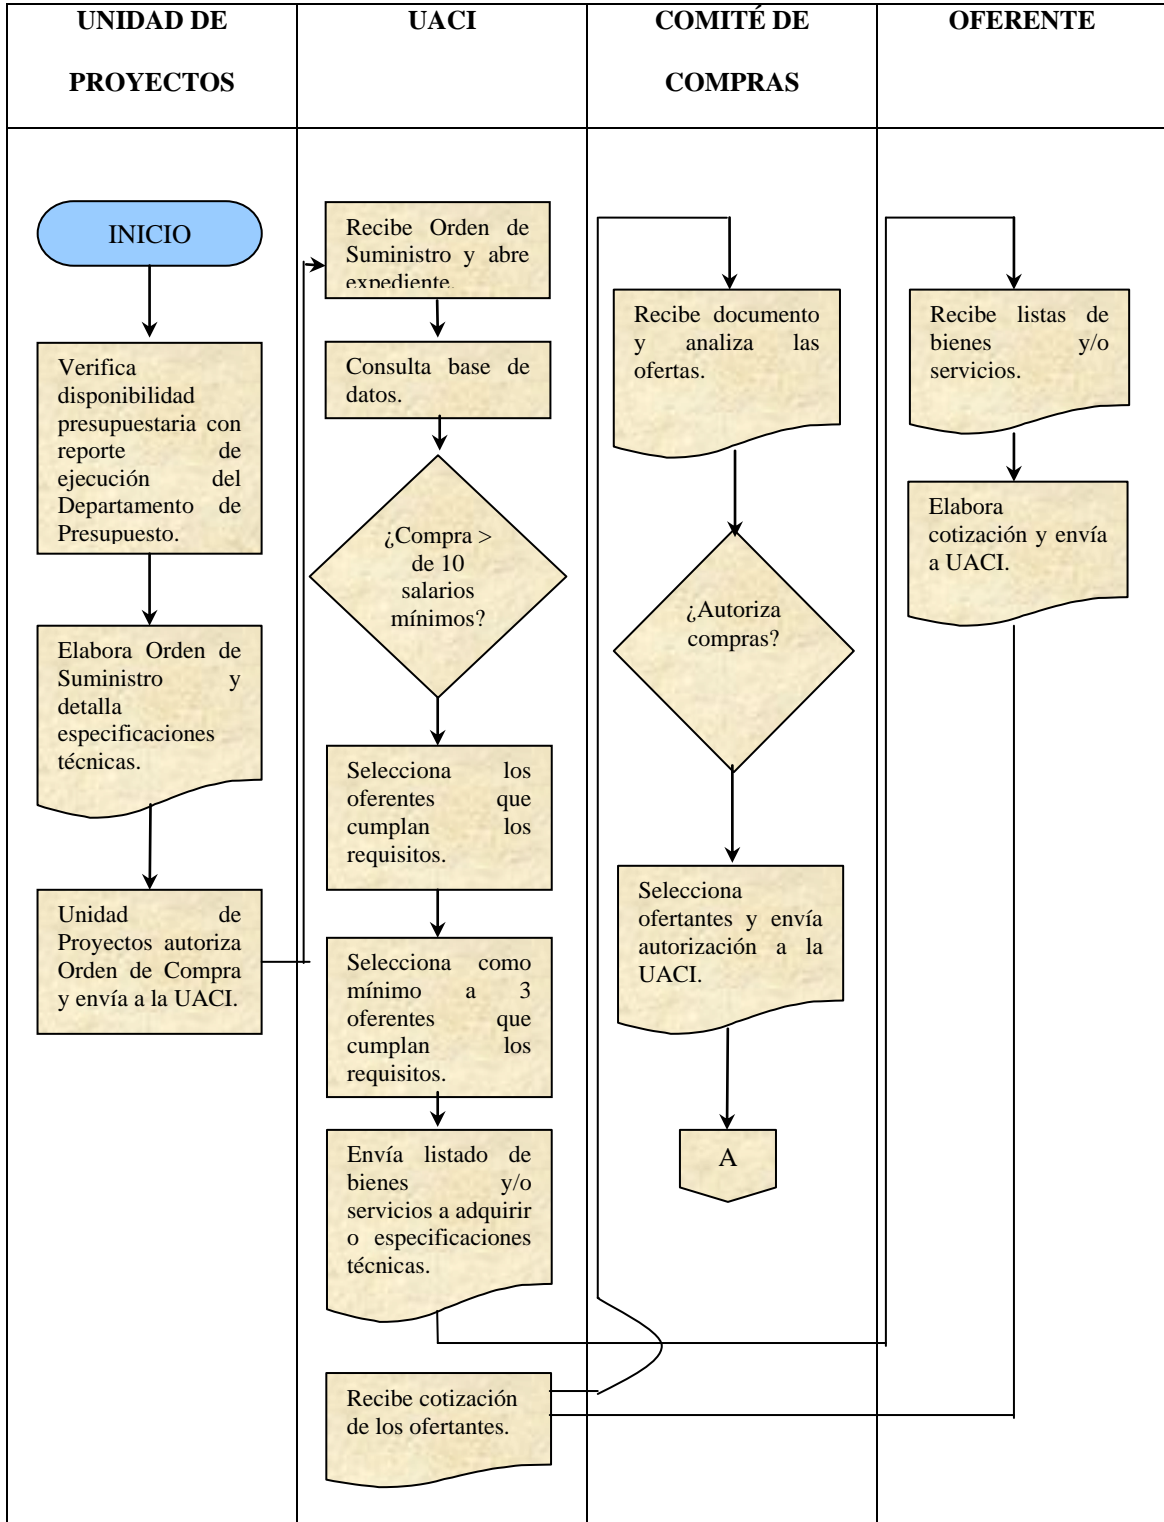 UNIDAD DE
PROYECTOS
UACI
COMITÉ DE
COMPRAS
OFERENTE
INICIO
Verifica
disponibilidad
presupuestaria con
reporte de
ejecución del
Departamento de
Presupuesto.
Elabora Orden de
Suministro y
detalla
especificaciones
técnicas.
Unidad de
Proyectos autoriza
Orden de Compra
y envía a la UACI.
Recibe Orden de
Suministro y abre
expediente.
Consulta base de
datos.
¿Compra >
de 10
salarios
mínimos?
Selecciona los
oferentes que
cumplan los
requisitos.
Selecciona como
mínimo a 3
oferentes que
cumplan los
requisitos.
Envía listado de
bienes y/o
servicios a adquirir
o especificaciones
técnicas.
Recibe cotización
de los ofertantes.
Recibe documento
y analiza las
ofertas.
¿Autoriza
compras?
Selecciona
ofertantes y envía
autorización a la
UACI.
A
Recibe listas de
bienes y/o
servicios.
Elabora
cotización y envía
a UACI.